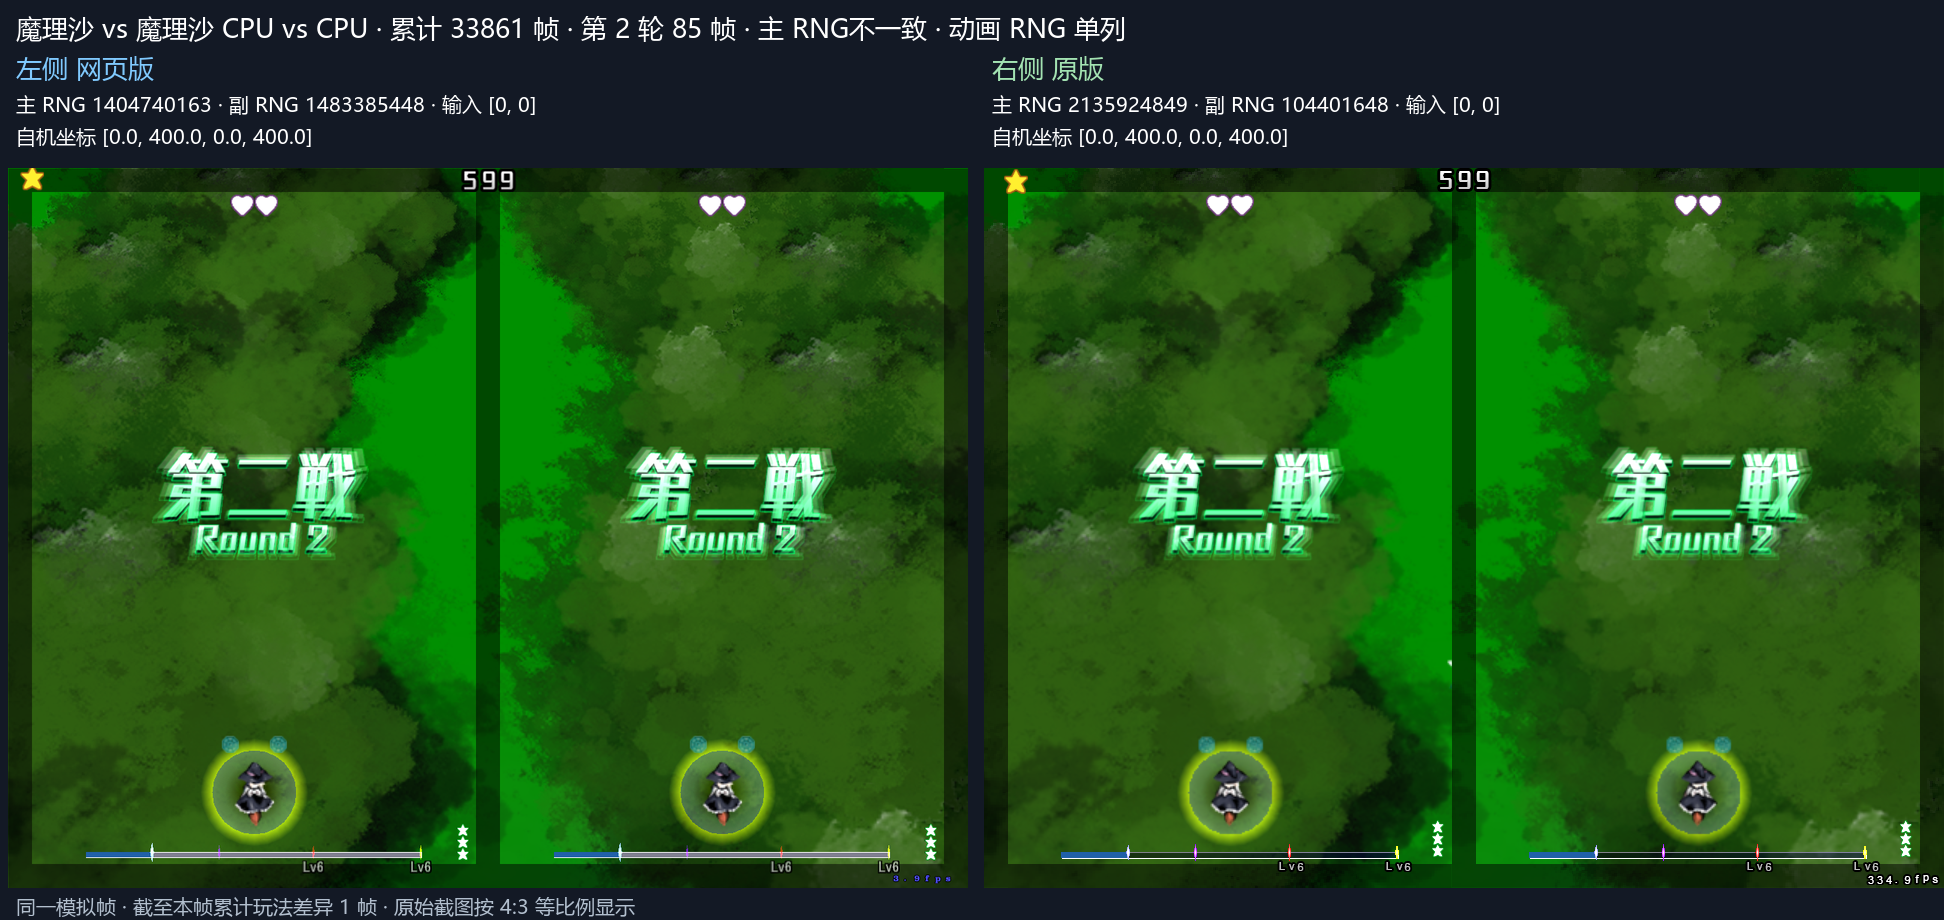 魔理沙 vs 魔理沙 CPU vs CPU · 累计 33861 帧 · 第 2 轮 85 帧 · 主 RNG不一致 · 动画 RNG 单列
左侧 网页版
主 RNG 1404740163 · 副 RNG 1483385448 · 输入 [0, 0]
自机坐标 [0.0, 400.0, 0.0, 400.0]
右侧 原版
主 RNG 2135924849 · 副 RNG 104401648 · 输入 [0, 0]
自机坐标 [0.0, 400.0, 0.0, 400.0]
599
第二戦
Round 2
第二戦
Round 2
Lv6
Lv6
Lv6
Lv6
3.9fps
599
第二戦
Round 2
第二戦
Round 2
Lv6
Lv6
Lv6
Lv6
334.9fps
同一模拟帧 · 截至本帧累计玩法差异 1 帧 · 原始截图按 4:3 等比例显示